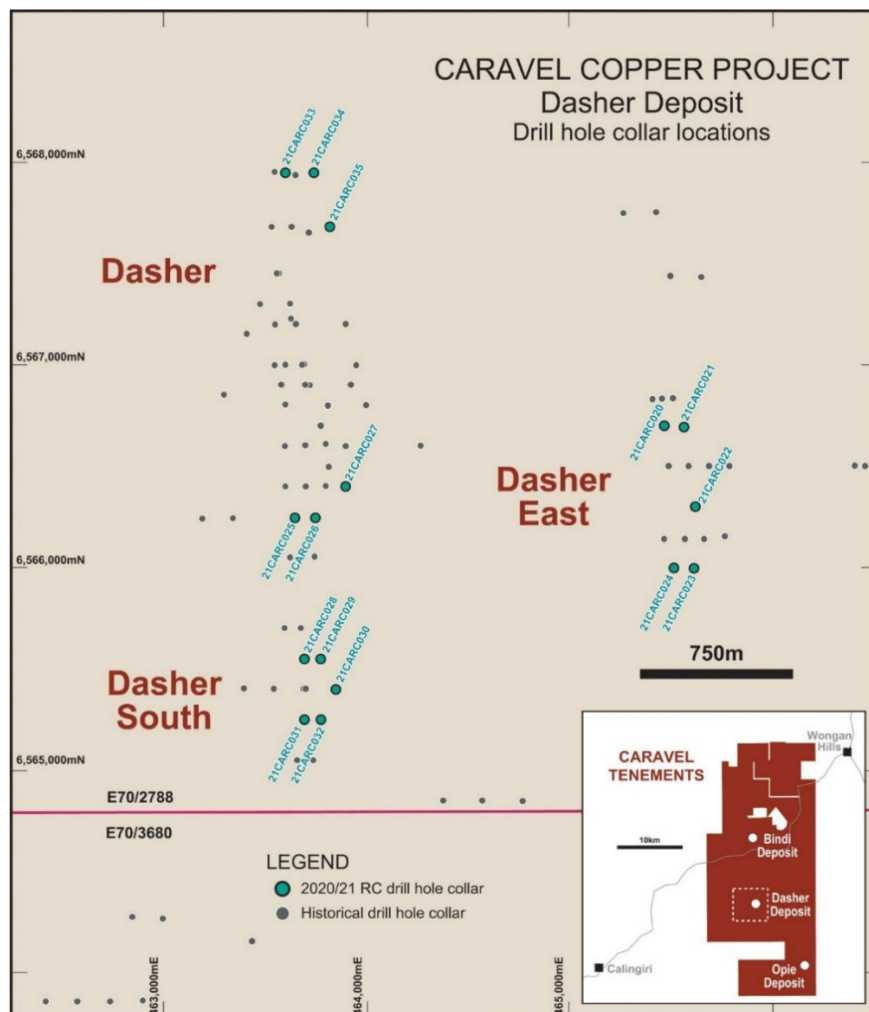 CARAVEL COPPER PROJECT
Dasher Deposit
Drill hole collar locations
6,568,000mN
21CARC033
21CARC034
21CARC035
Dasher
6,567,000mN
21CARC020
21CARC021
21CARC027
21CARC022
Dasher
East
21CARC025
21CARC026
6,566,000mN
21CARC024
21CARC023
21CARC028
21CARC029
21CARC030
750m
Dasher
South
21CARC031
21CARC032
6,565,000mN
E70/2788
E70/3680
LEGEND
2020/21 RC drill hole collar
Historical drill hole collar
463,000mE
464,000mE
465,000mE
CARAVEL
TENEMENTS
Wongan
Hills
10km
Bindi
Deposit
Dasher
Deposit
Calingiri
Opie
Deposit